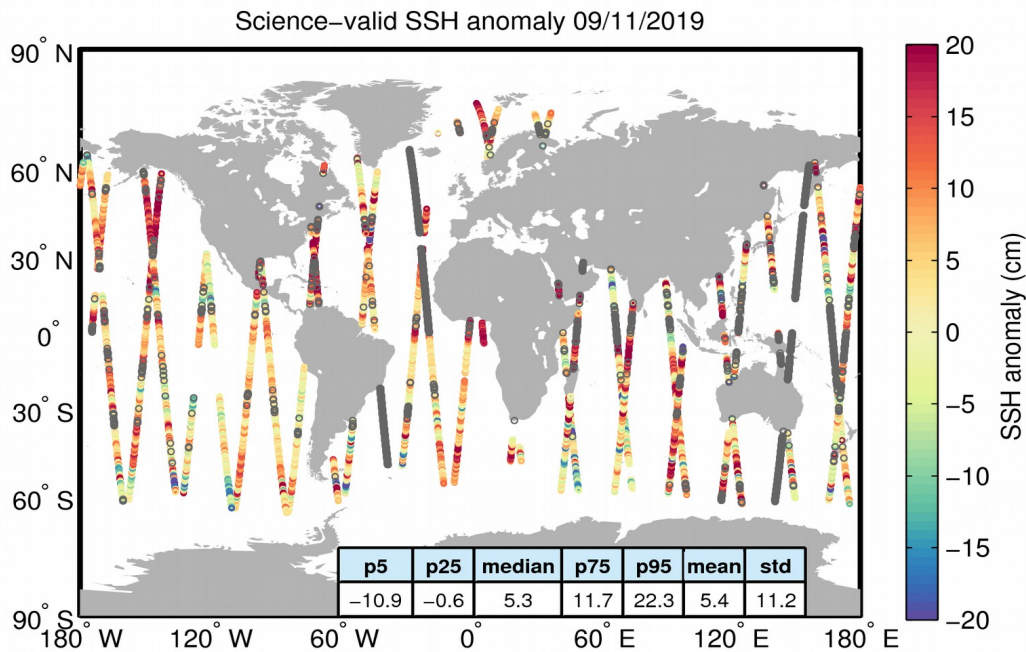 Science−valid SSH anomaly 09/11/2019
90° N
60° N
30° N
0°
30° S
60° S
90° S
180° W
120° W
60° W
0°
60° E
120° E
180° E
20
15
10
5
0
−5
−10
−15
−20
SSH anomaly (cm)
p5 p25 median p75 p95 mean std
−10.9 −0.6 5.3 11.7 22.3 5.4 11.2